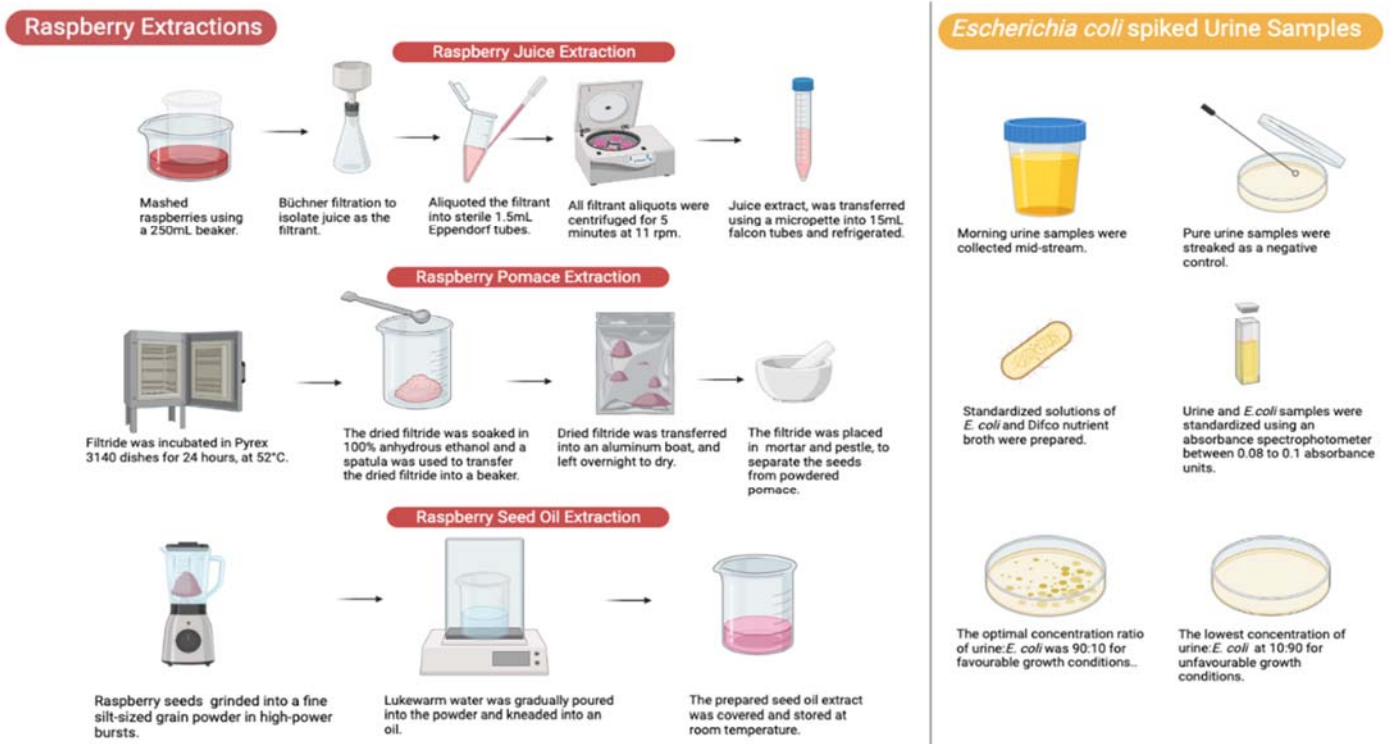 Raspberry Extractions
Raspberry Juice Extraction
Mashed
raspberries using
a 250mL beaker.
Büchner filtration to
isolate juice as the
filtrant.
Aliquoted the filtrant
into sterile 1.5mL
Eppendorf tubes.
All filtrant aliquots were
centrifuged for 5
minutes at 11 rpm.
Juice extract, was transferred
using a micropette into 15mL
falcon tubes and refrigerated.
Raspberry Pomace Extraction
Filtride was incubated in Pyrex
3140 dishes for 24 hours, at 52°C.
The dried filtride was soaked in
100% anhydrous ethanol and a
spatula was used to transfer
the dried filtride into a beaker.
Dried filtride was transferred
into an aluminum boat, and
left overnight to dry.
The filtride was placed
in mortar and pestle, to
separate the seeds
from powdered
pomace.
Raspberry Seed Oil Extraction
Raspberry seeds grinded into a fine
silt-sized grain powder in high-power
bursts.
Lukewarm water was gradually poured
into the powder and kneaded into an
oil.
The prepared seed oil extract
was covered and stored at
room temperature.
Escherichia coli spiked Urine Samples
Morning urine samples were
collected mid-stream.
Pure urine samples were
streaked as a negative
control.
Standardized solutions of
E. coli and Difco nutrient
broth were prepared.
Urine and E.coli samples were
standardized using an
absorbance spectrophotometer
between 0.08 to 0.1 absorbance
units.
The optimal concentration ratio
of urine:E. coli was 90:10 for
favourable growth conditions..
The lowest concentration of
urine:E. coli at 10:90 for
unfavourable growth
conditions.